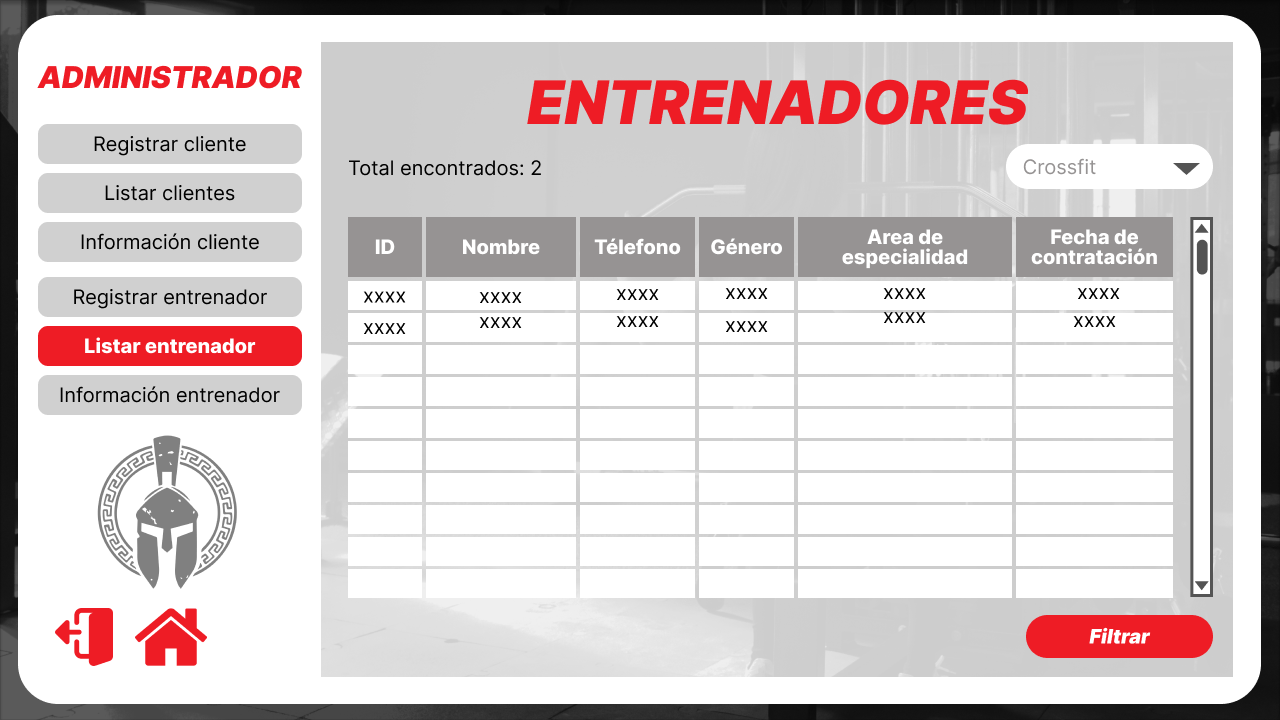 ADMINISTRADOR
Registrar cliente
Listar clientes
Información cliente
Registrar entrenador
Listar entrenador
Información entrenador
ENTRENADORES
Total encontrados: 2
Crossfit
ID
Nombre
Télefono
Género
Area de
especialidad
Fecha de
contratación
xxxx xxxx xxxx xxxx xxxx xxxx
xxxx xxxx xxxx xxxx xxxx xxxx
Filtrar